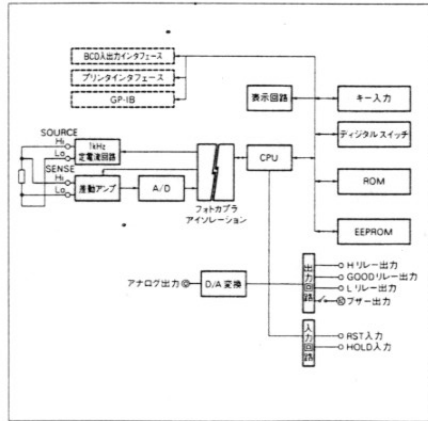 BCD入出力インタフェース
プリンタインタフェース
GP-IB
表示回路
キー入力
ディジタルスイッチ
ROM
EEPROM
SOURCE
Hi
Lo
1kHz
定電流回路
SENSE
Hi
Lo
差動アンプ
A/D
フォトカプラ
アイソレーション
CPU
アナログ出力
D/A変換
出力回路
Hリレー出力
GOODリレー出力
Lリレー出力
ブザー出力
入力回路
RST入力
HOLD入力